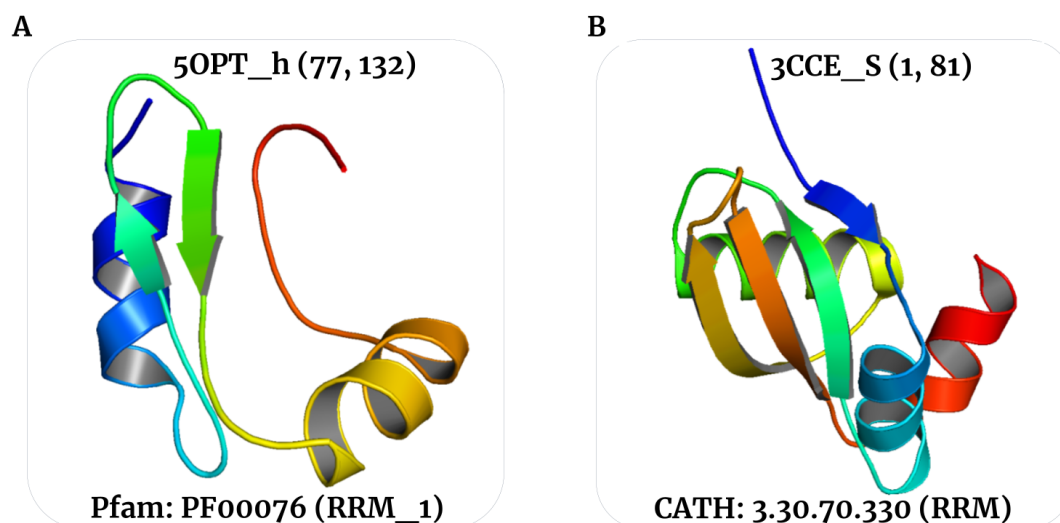 A
5OPT_h (77, 132)
Pfam: PF00076 (RRM_1)
B
3CCE_S (1, 81)
CATH: 3.30.70.330 (RRM)